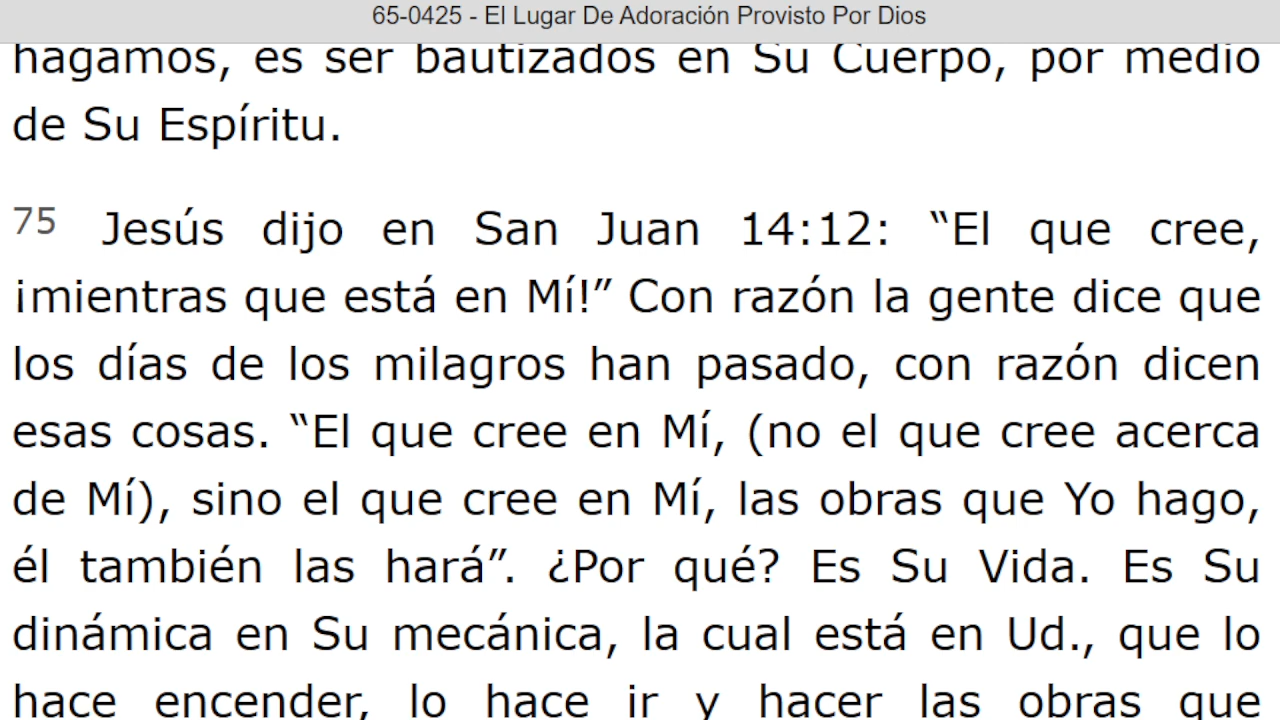 65-0425 - El Lugar De Adoración Provisto Por Dios
hagamos, es ser bautizados en Su Cuerpo, por medio
de Su Espíritu.
75 Jesús dijo en San Juan 14:12: “El que cree,
¡mientras que está en Mí!” Con razón la gente dice que
los días de los milagros han pasado, con razón dicen
esas cosas. “El que cree en Mí, (no el que cree acerca
de Mí), sino el que cree en Mí, las obras que Yo hago,
él también las hará”. ¿Por qué? Es Su Vida. Es Su
dinámica en Su mecánica, la cual está en Ud., que lo
hace encender, lo hace ir y hacer las obras que